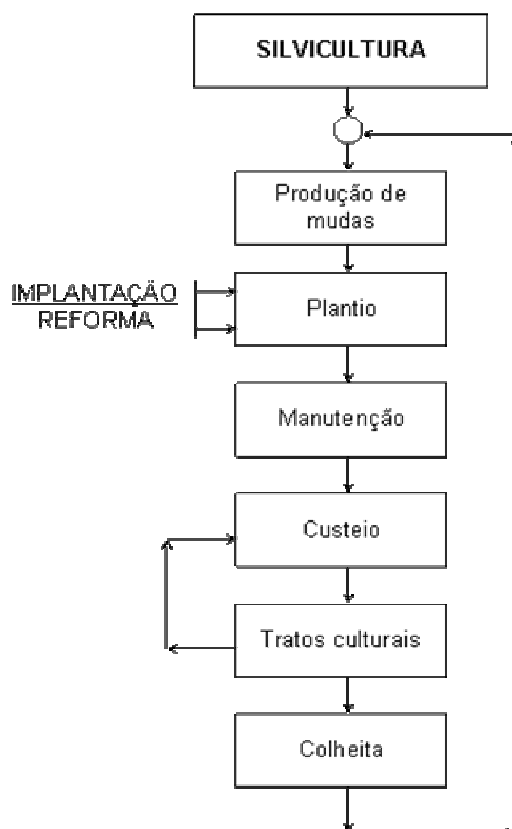 SILVICULTURA
Produção de
mudas
IMPLANTAÇÃO
REFORMA
Plantio
Manutenção
Custeio
Tratos culturais
Colheita